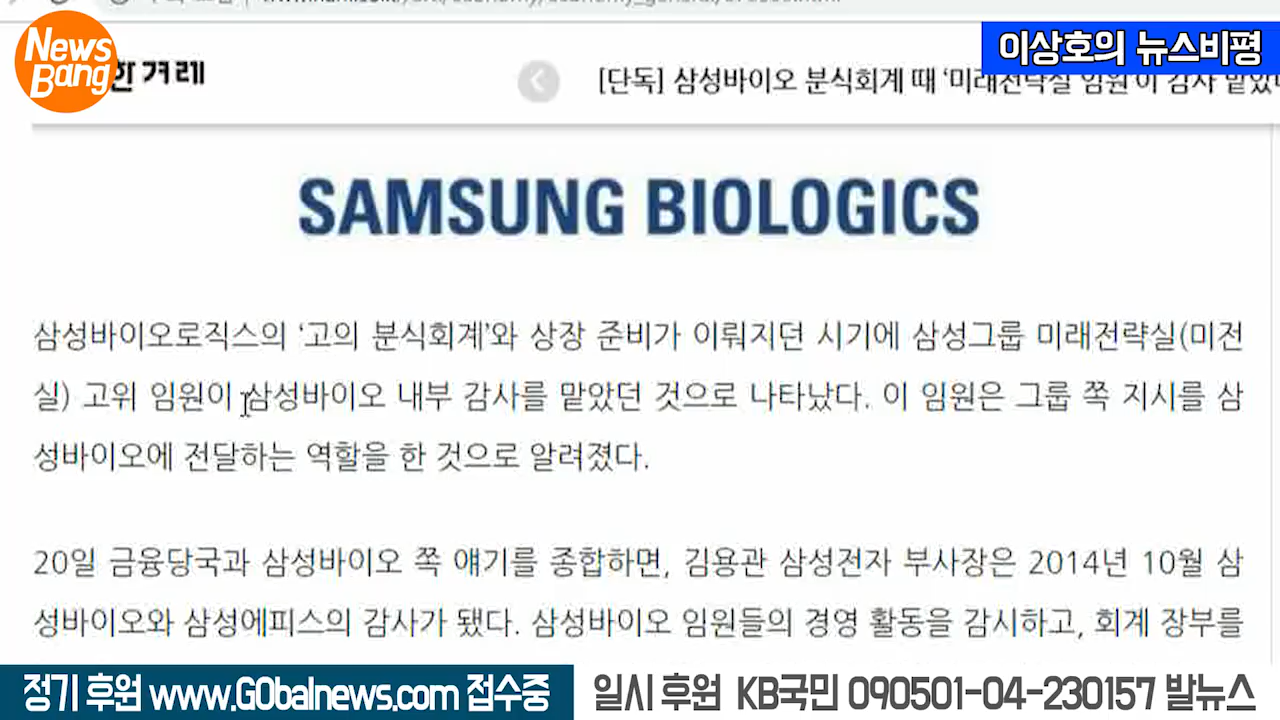 News
Bang
한겨레
이상호의 뉴스비평
[단독] 삼성바이오 분식회계 때 ‘미래전략실 임원’이 감사 맡았
SAMSUNG BIOLOGICS
삼성바이오로직스의 ‘고의 분식회계’와 상장 준비가 이뤄지던 시기에 삼성그룹 미래전략실(미전
실) 고위 임원이 삼성바이오 내부 감사를 맡았던 것으로 나타났다. 이 임원은 그룹 쪽 지시를 삼
성바이오에 전달하는 역할을 한 것으로 알려졌다.
20일 금융당국과 삼성바이오 쪽 얘기를 종합하면, 김용관 삼성전자 부사장은 2014년 10월 삼
성바이오와 삼성에피스의 감사가 됐다. 삼성바이오 임원들의 경영 활동을 감시하고, 회계 장부를
정기 후원 www.GObalnews.com 접수중
일시 후원 KB국민 090501-04-230157 발뉴스